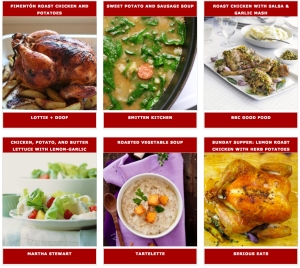 PIMENTÓN ROAST CHICKEN AND
POTATOES
SWEET POTATO AND SAUSAGE SOUP
ROAST CHICKEN WITH SALSA &
GARLIC MASH
LOTTIE + DOOF
SMITTEN KITCHEN
BBC GOOD FOOD
CHICKEN, POTATO, AND BUTTER
LETTUCE WITH LEMON-GARLIC
ROASTED VEGETABLE SOUP
SUNDAY SUPPER: LEMON ROAST
CHICKEN WITH HERB POTATOES
MARTHA STEWART
TARTELETTE
SERIOUS EATS